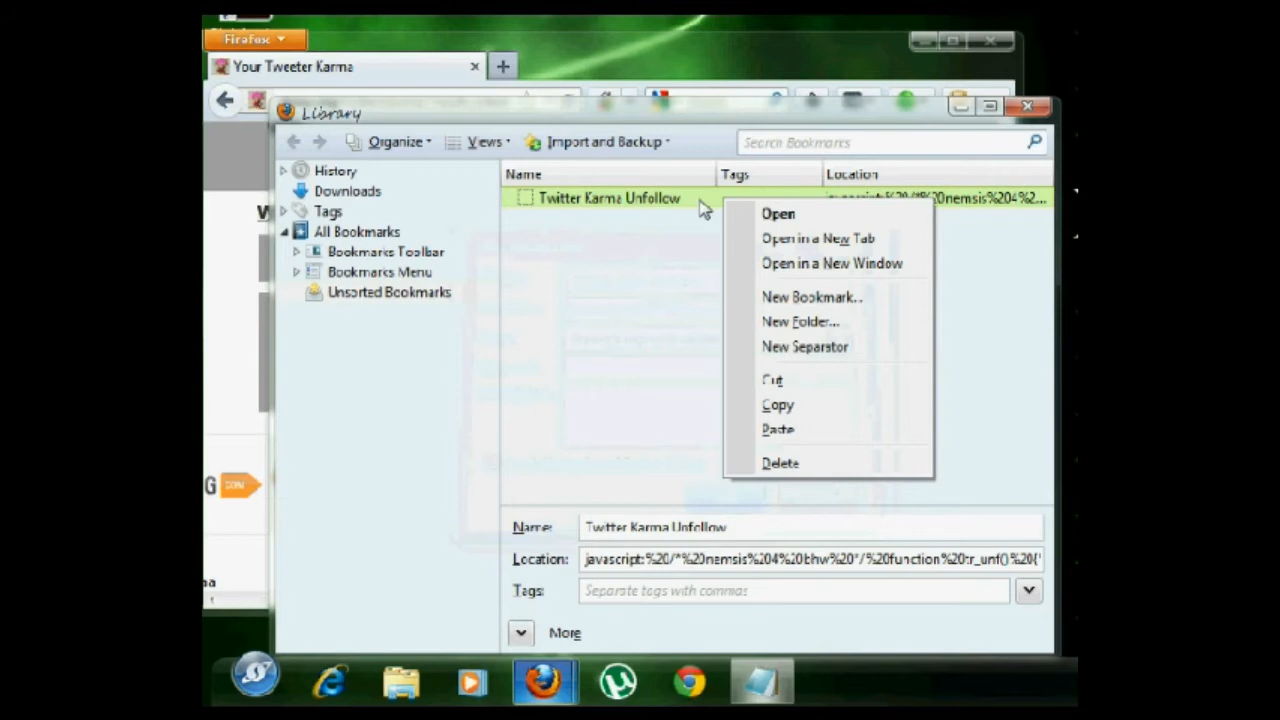 Firefox
Your Tweeter Karma
Library
Organize Views Import and Backup Search Bookmarks
History
Downloads
Tags
All Bookmarks
Bookmarks Toolbar
Bookmarks Menu
Unsorted Bookmarks
Name Tags Location
Twitter Karma Unfollow
Open
Open in a New Tab
Open in a New Window
New Bookmark...
New Folder...
New Separator
Cut
Copy
Paste
Delete
G
Name: Twitter Karma Unfollow
Location: javascript:%20/*%20nemsis%204%20bhw%20*/%20function%20tr_unf()%20{
Tags: Separate tags with commas
More